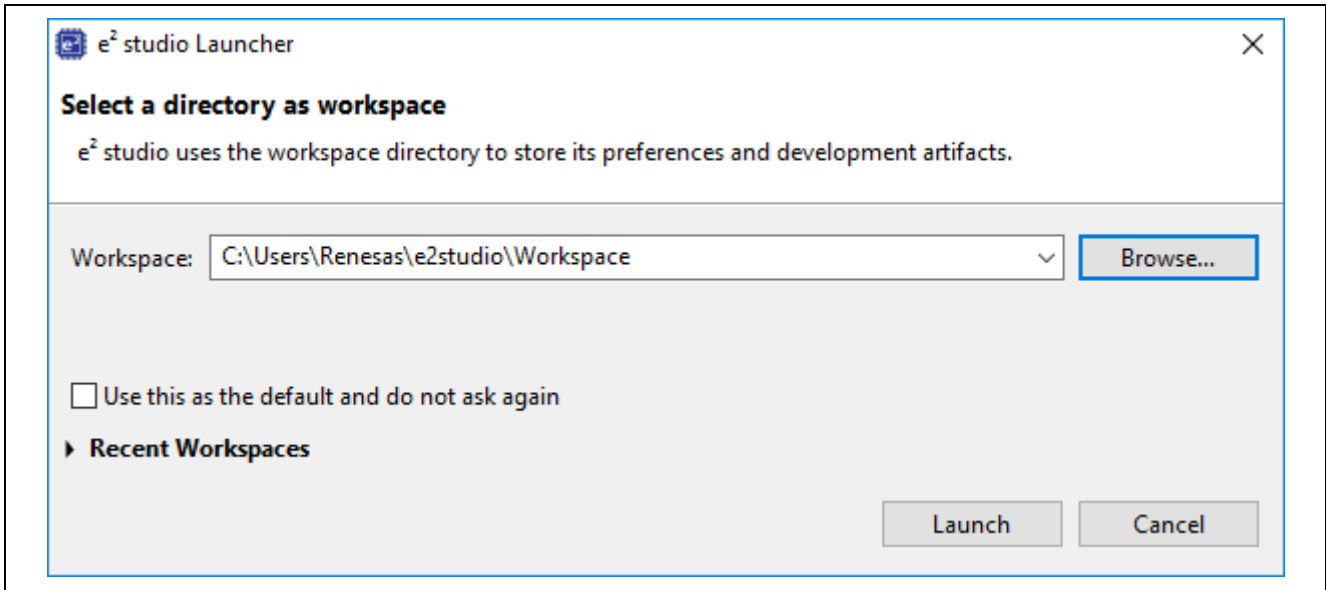 e² studio Launcher
Select a directory as workspace
e² studio uses the workspace directory to store its preferences and development artifacts.
Workspace: C:\Users\Renesas\e2studio\Workspace Browse...
Use this as the default and do not ask again
Recent Workspaces
Launch Cancel